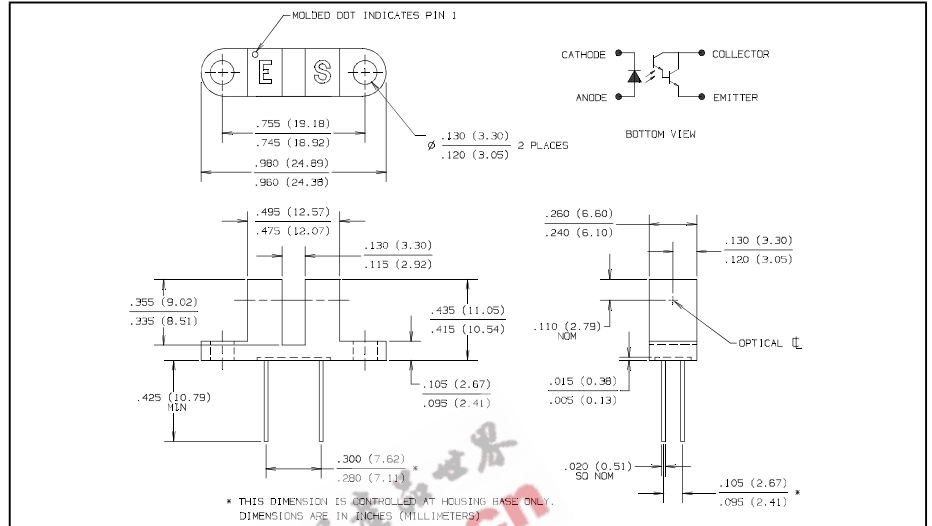 MOLDED DOT INDICATES PIN 1
E S
CATHODE
COLLECTOR
ANODE
EMITTER
BOTTOM VIEW
.755 (19.18)
.745 (18.92)
.980 (24.89)
.960 (24.38)
Ø .130 (3.30)
.120 (3.05) 2 PLACES
.495 (12.57)
.475 (12.07)
.130 (3.30)
.115 (2.92)
.355 (9.02)
.335 (8.51)
.435 (11.05)
.415 (10.54)
.425 (10.79)
MIN
.105 (2.67)
.095 (2.41)
.300 (7.62)
.280 (7.11) *
.260 (6.60)
.240 (6.10)
.130 (3.30)
.120 (3.05)
.110 (2.79)
NOM
OPTICAL ℄
.015 (0.38)
.005 (0.13)
.020 (0.51)
SQ NOM
.105 (2.67)
.095 (2.41) *
* THIS DIMENSION IS CONTROLLED AT HOUSING BASE ONLY.
DIMENSIONS ARE IN INCHES (MILLIMETERS)
品世界
.cn